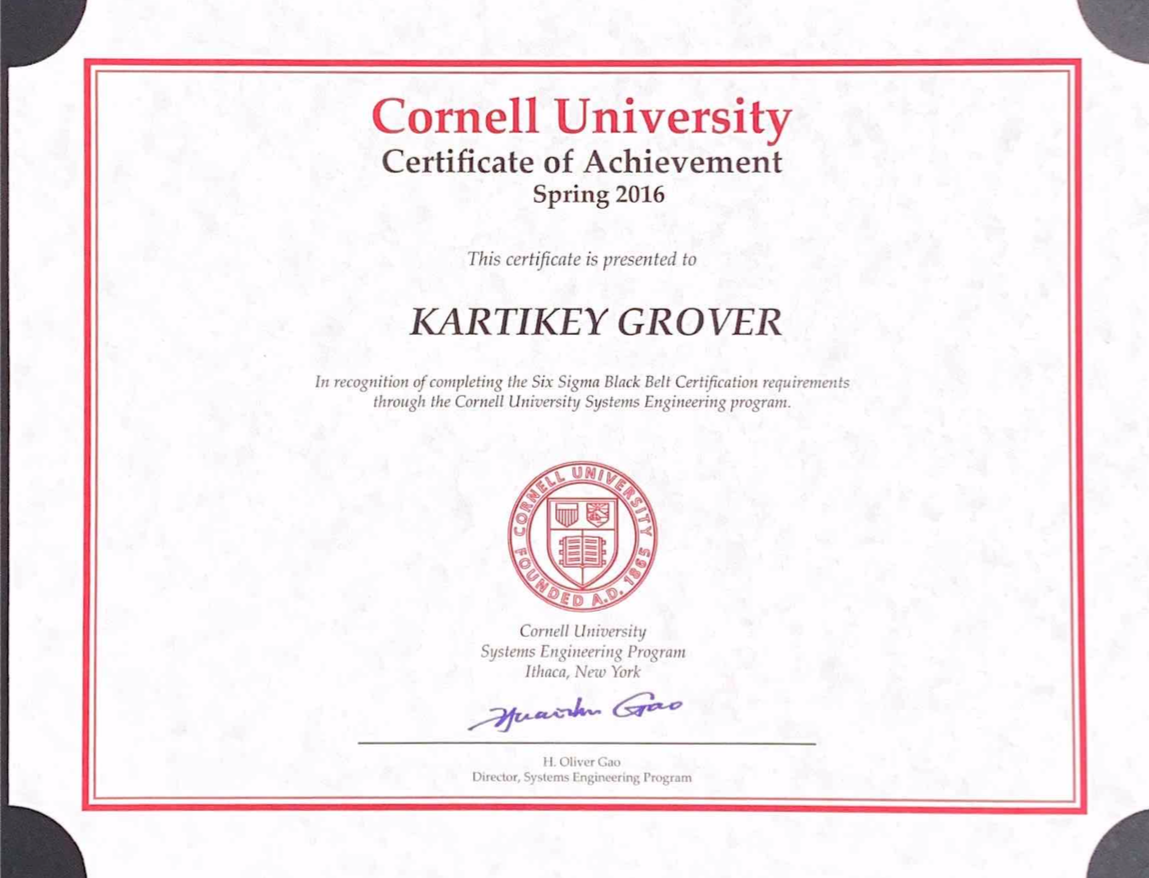 Cornell University
Certificate of Achievement
Spring 2016
This certificate is presented to
KARTIKEY GROVER
In recognition of completing the Six Sigma Black Belt Certification requirements
through the Cornell University Systems Engineering program.
CORNELL UNIVERSITY
FOUNDED A.D. 1865
Cornell University
Systems Engineering Program
Ithaca, New York
H. Oliver Gao
Director, Systems Engineering Program